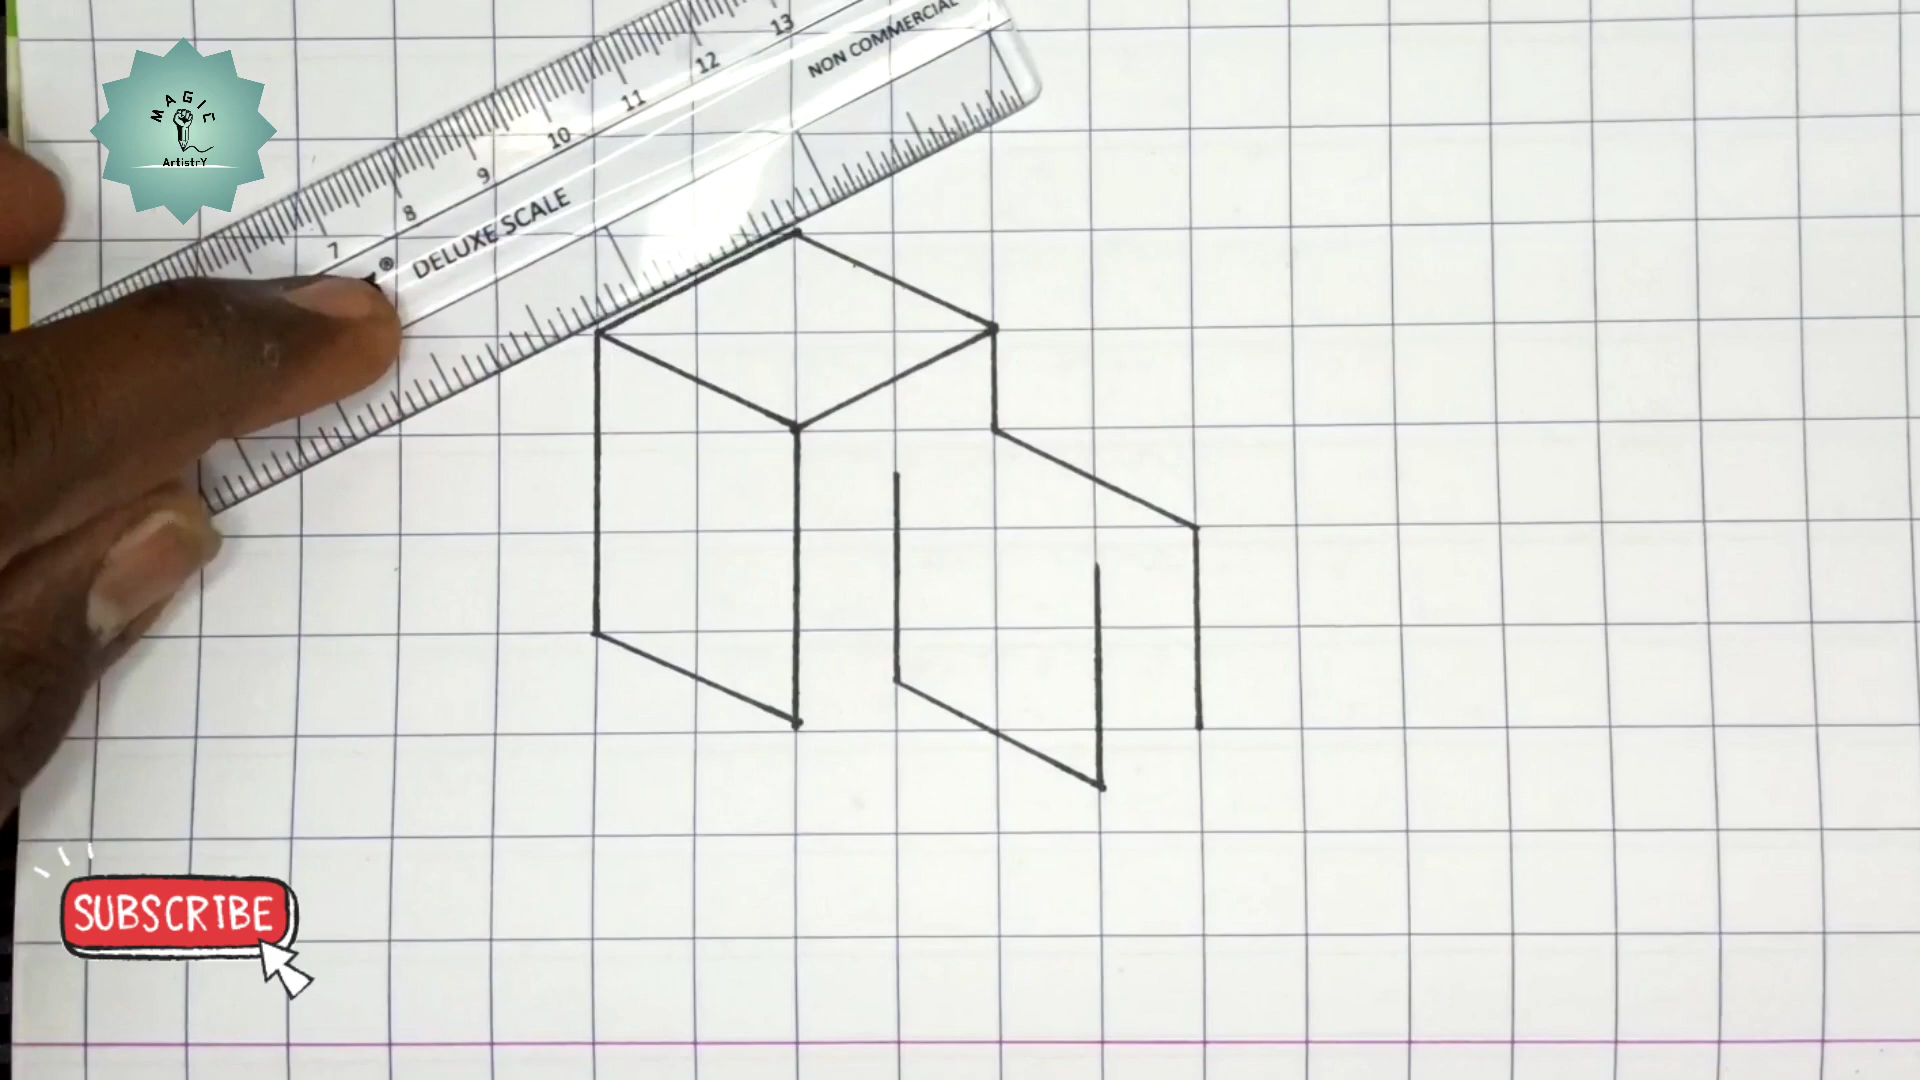 MAGIC
ArtistrY
7 8 9 10 11 12 13
® DELUXE SCALE
NON COMMERCIAL
SUBSCRIBE